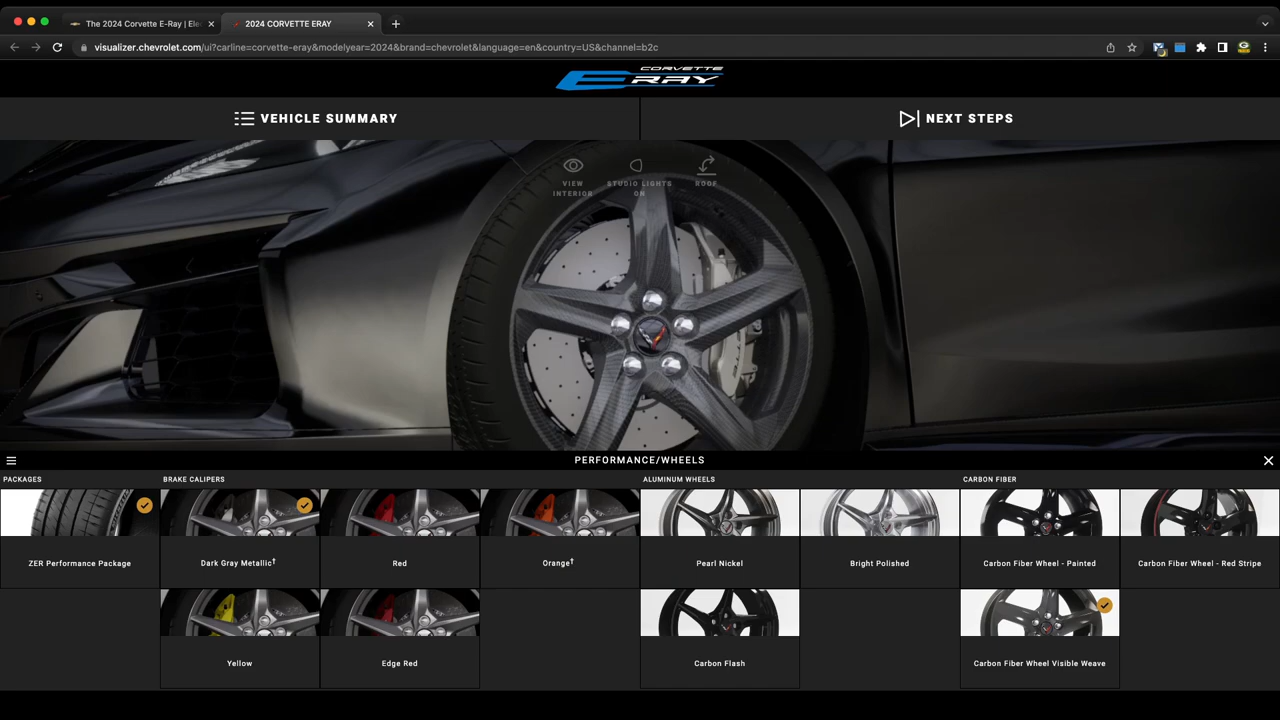 The 2024 Corvette E-Ray | Ele
2024 CORVETTE ERAY
visualizer.chevrolet.com/ui?carline=corvette-eray&modelyear=2024&brand=chevrolet&language=en&country=US&channel=b2c
CORVETTE
E RAY
VEHICLE SUMMARY
NEXT STEPS
VIEW
INTERIOR
STUDIO LIGHTS
ON
ROOF
PERFORMANCE/WHEELS
PACKAGES
BRAKE CALIPERS
ALUMINUM WHEELS
CARBON FIBER
ZER Performance Package
Dark Gray Metallic†
Red
Orange†
Pearl Nickel
Bright Polished
Carbon Fiber Wheel - Painted
Carbon Fiber Wheel - Red Stripe
Yellow
Edge Red
Carbon Flash
Carbon Fiber Wheel Visible Weave